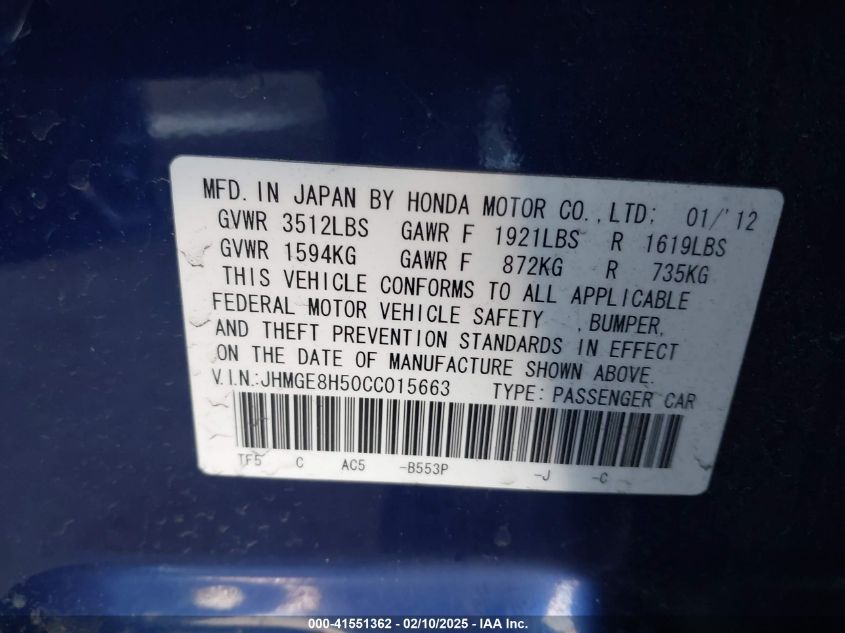 MFD. IN JAPAN BY HONDA MOTOR CO., LTD; 01/'12
GVWR 3512LBS GAWR F 1921LBS R 1619LBS
GVWR 1594KG GAWR F 872KG R 735KG
THIS VEHICLE CONFORMS TO ALL APPLICABLE
FEDERAL MOTOR VEHICLE SAFETY , BUMPER,
AND THEFT PREVENTION STANDARDS IN EFFECT
ON THE DATE OF MANUFACTURE SHOWN ABOVE.
V.I.N.: JHMGE8H50CC015663 TYPE: PASSENGER CAR
TF5 C AC5 -B553P -J -C
000-41551362 - 02/10/2025 - IAA Inc.